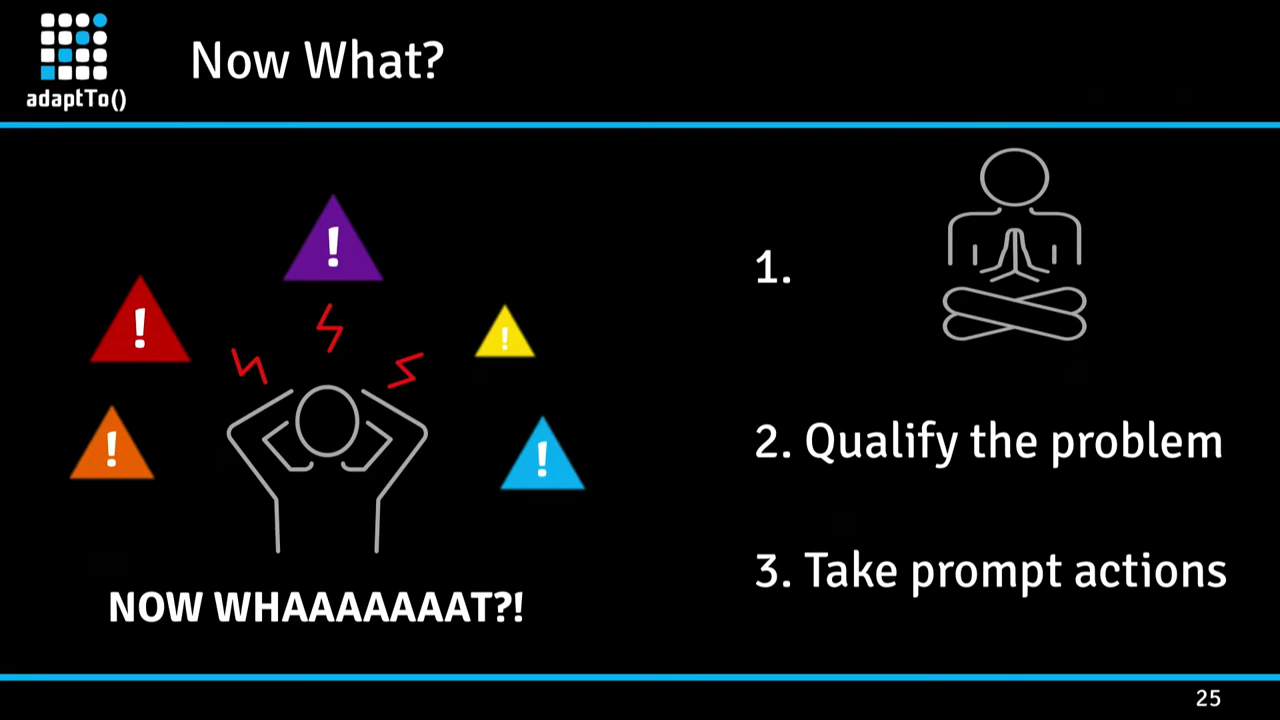 adaptTo()
Now What?
!
!
!
!
!
NOW WHAAAAAAAT?!
1.
2. Qualify the problem
3. Take prompt actions
25